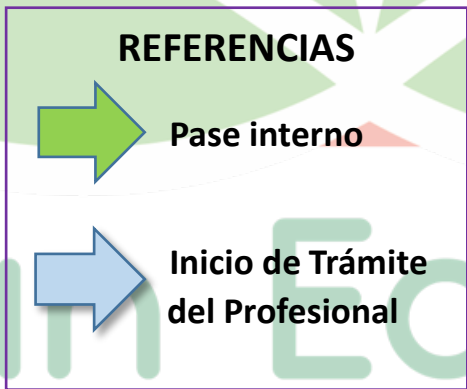 REFERENCIAS
Pase interno
Inicio de Trámite
del Profesional